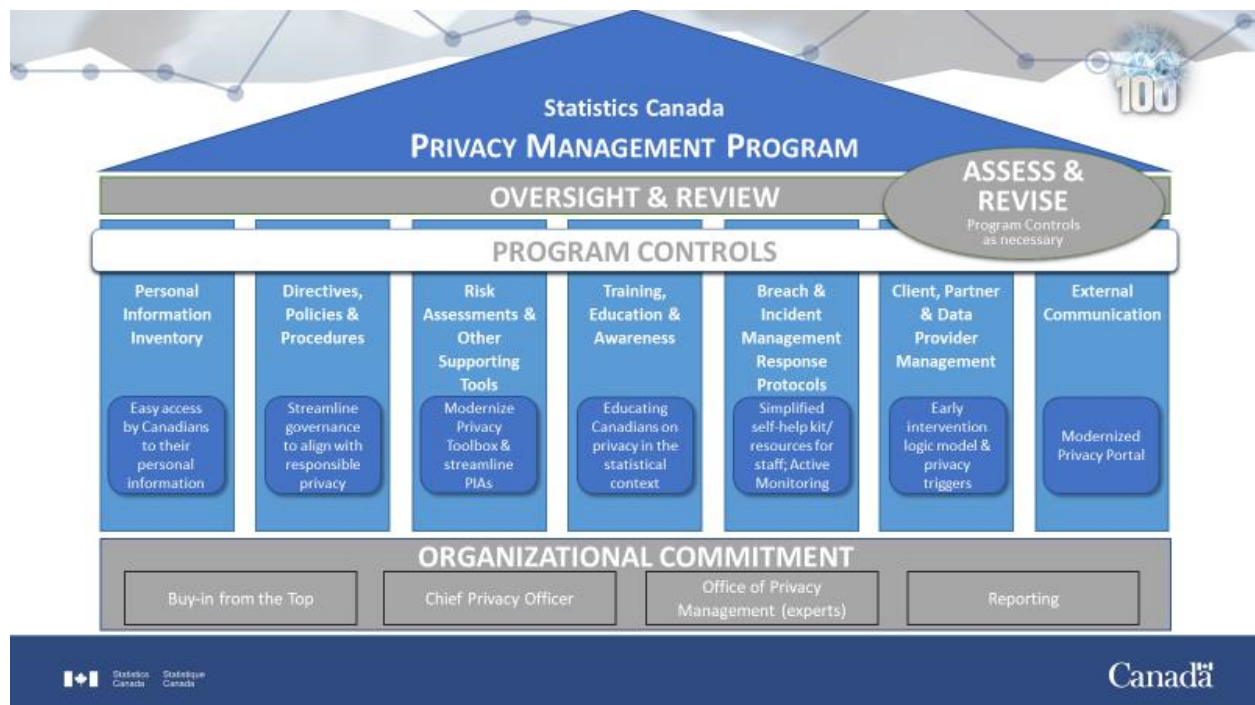 100
Statistics Canada
PRIVACY MANAGEMENT PROGRAM
OVERSIGHT & REVIEW
ASSESS &
REVISE
Program Controls
as necessary
PROGRAM CONTROLS
Personal
Information
Inventory
Easy access
by Canadians
to their
personal
information
Directives,
Policies &
Procedures
Streamline
governance
to align with
responsible
privacy
Risk
Assessments &
Other
Supporting
Tools
Modernize
Privacy
Toolbox &
streamline
PIAs
Training,
Education &
Awareness
Educating
Canadians on
privacy in the
statistical
context
Breach &
Incident
Management
Response
Protocols
Simplified
self-help kit/
resources for
staff; Active
Monitoring
Client, Partner
& Data
Provider
Management
Early
intervention
logic model &
privacy
triggers
External
Communication
Modernized
Privacy Portal
ORGANIZATIONAL COMMITMENT
Buy-in from the Top
Chief Privacy Officer
Office of Privacy
Management (experts)
Reporting
Statistics
Canada
Statistique
Canada
Canada